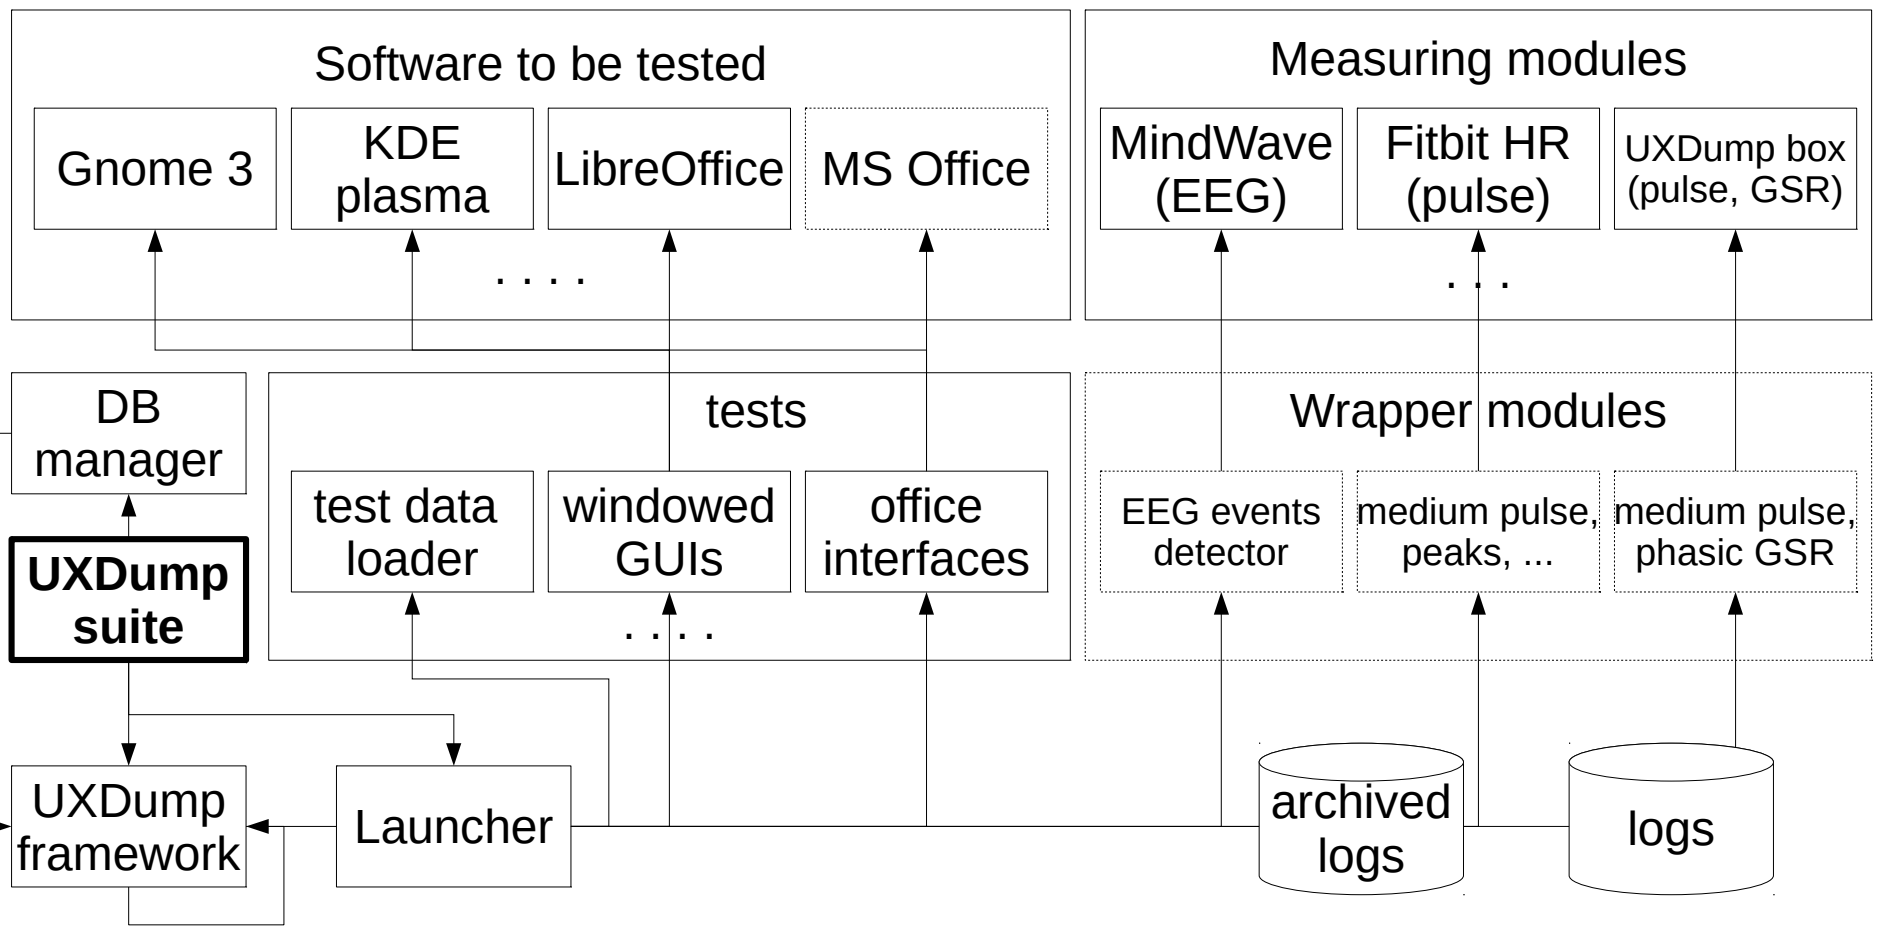 Software to be tested
Gnome 3
KDE
plasma
LibreOffice
MS Office
. . . .
Measuring modules
MindWave
(EEG)
Fitbit HR
(pulse)
UXDump box
(pulse, GSR)
. . .
DB
manager
UXDump
suite
tests
test data
loader
windowed
GUIs
office
interfaces
. . . .
Wrapper modules
EEG events
detector
medium pulse,
peaks, ...
medium pulse,
phasic GSR
UXDump
framework
Launcher
archived
logs
logs